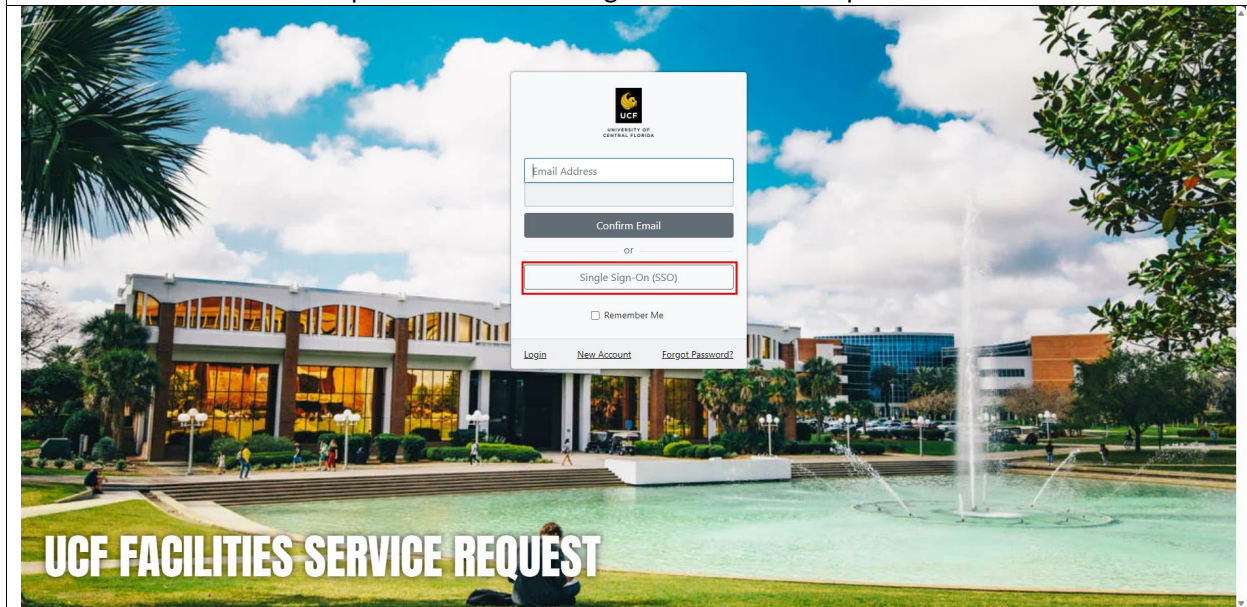 UCF
UNIVERSITY OF
CENTRAL FLORIDA
Email Address
Confirm Email
or
Single Sign-On (SSO)
Remember Me
Login New Account Forgot Password?
UCF FACILITIES SERVICE REQUEST